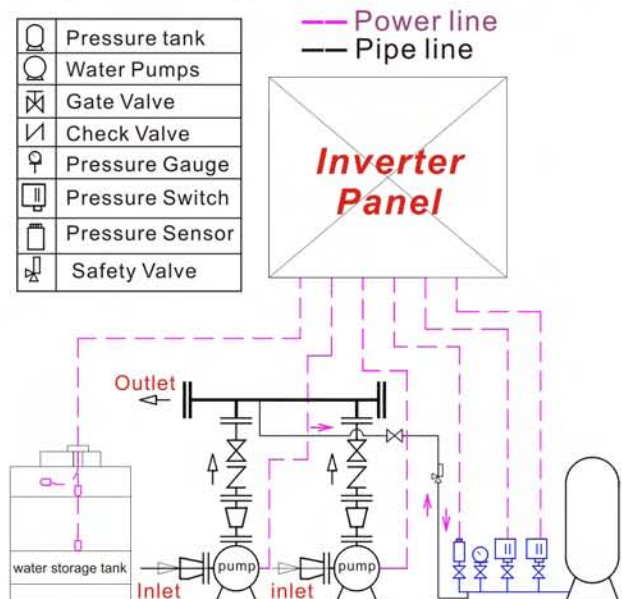 Power line
Pipe line
Pressure tank
Water Pumps
Gate Valve
Check Valve
Pressure Gauge
Pressure Switch
Pressure Sensor
Safety Valve
Inverter
Panel
Outlet
water storage tank
Inlet
pump
inlet
pump